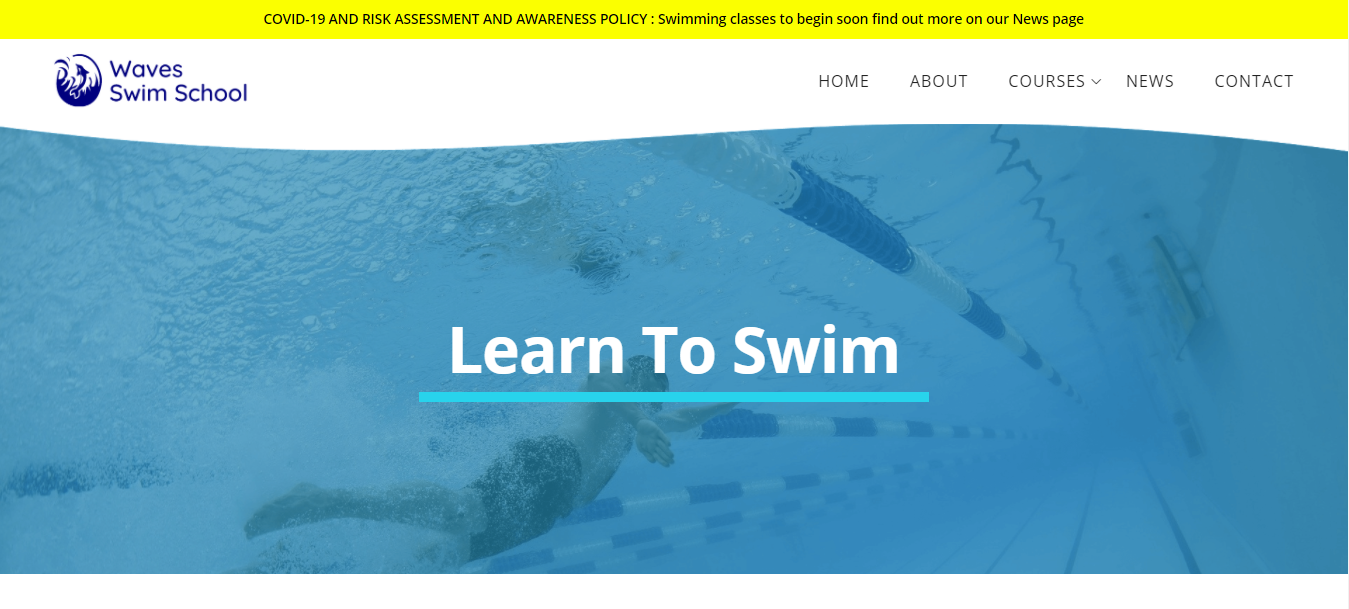 COVID-19 AND RISK ASSESSMENT AND AWARENESS POLICY : Swimming classes to begin soon find out more on our News page
Waves
Swim School
HOME ABOUT COURSES NEWS CONTACT
Learn To Swim